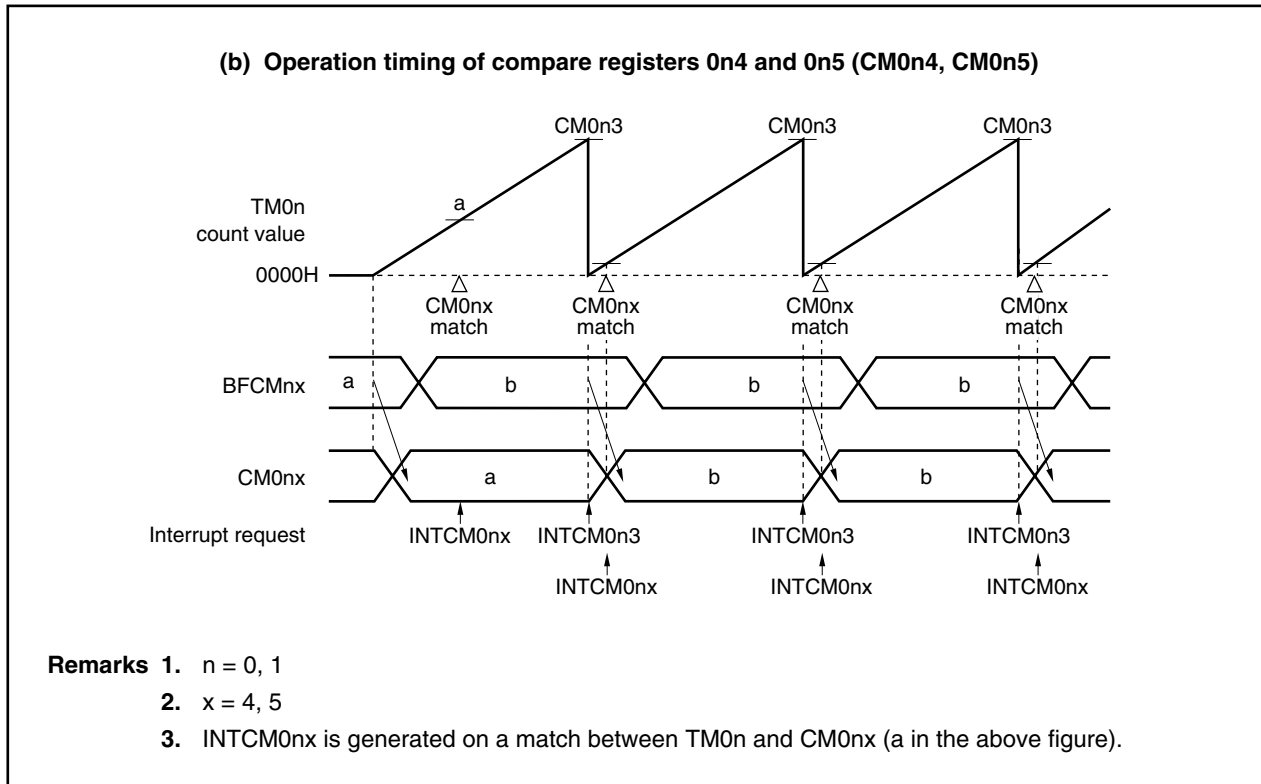 (b) Operation timing of compare registers 0n4 and 0n5 (CM0n4, CM0n5)
CM0n3 CM0n3 CM0n3
TM0n
count value
a
0000H
CM0nx
match
CM0nx
match
CM0nx
match
CM0nx
match
BFCMnx
a b b b
CM0nx
a b b
Interrupt request
INTCM0nx INTCM0n3 INTCM0n3 INTCM0n3
INTCM0nx INTCM0nx INTCM0nx
Remarks 1. n = 0, 1
2. x = 4, 5
3. INTCM0nx is generated on a match between TM0n and CM0nx (a in the above figure).